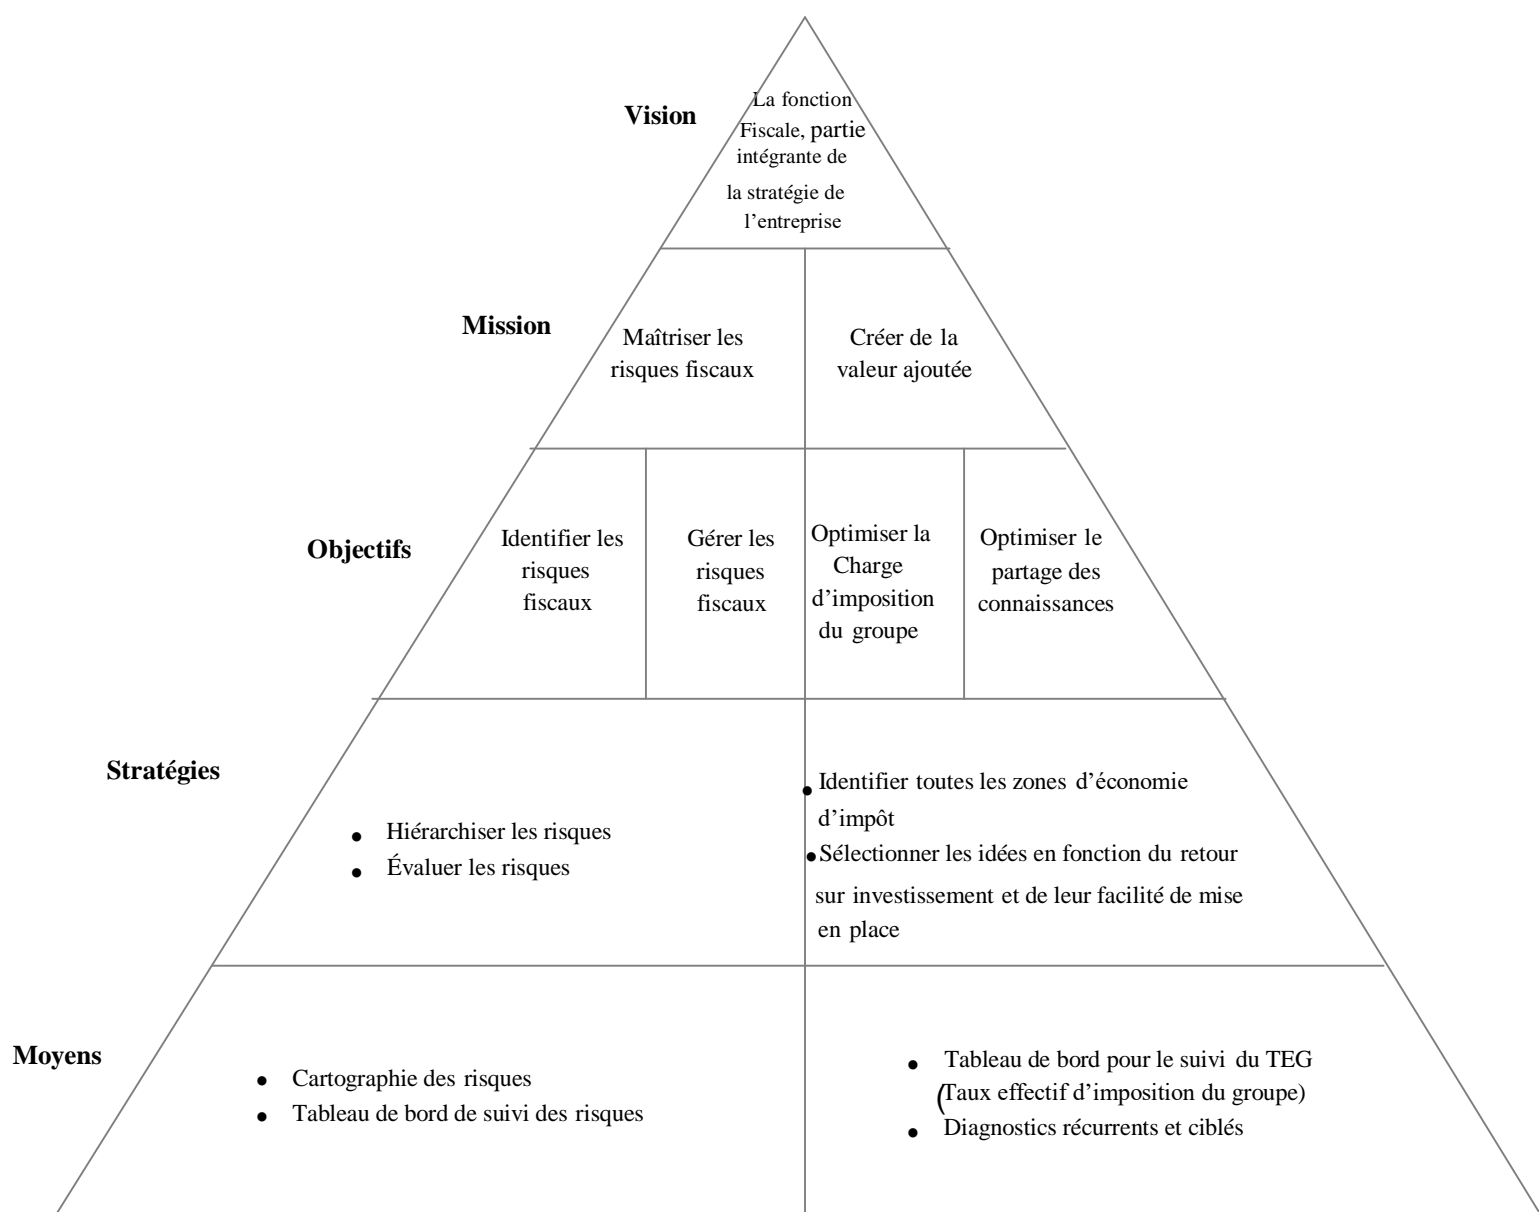 Vision
La fonction
Fiscale, partie
intégrante de
la stratégie de
l’entreprise
Mission
Maîtriser les
risques fiscaux
Créer de la
valeur ajoutée
Objectifs
Identifier les
risques
fiscaux
Gérer les
risques
fiscaux
Optimiser la
Charge
d’imposition
du groupe
Optimiser le
partage des
connaissances
Stratégies
• Hiérarchiser les risques
• Évaluer les risques
• Identifier toutes les zones d’économie
d’impôt
• Sélectionner les idées en fonction du retour
sur investissement et de leur facilité de mise
en place
Moyens
• Cartographie des risques
• Tableau de bord de suivi des risques
• Tableau de bord pour le suivi du TEG
(Taux effectif d’imposition du groupe)
• Diagnostics récurrents et ciblés